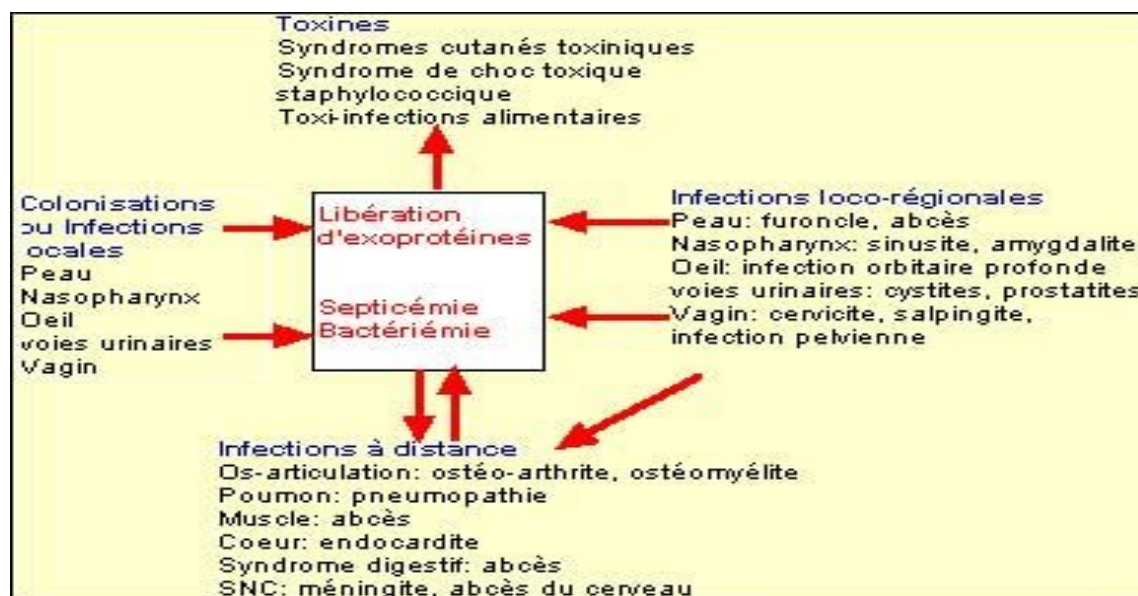 Toxines
Syndromes cutanés toxiniques
Syndrome de choc toxique
staphylococcique
Toxi-infections alimentaires
Colonisations
ou Infections
locales
Peau
Nasopharynx
Oeil
voies urinaires
Vagin
Libération
d'exoprotéines
Septicémie
Bactériémie
Infections loco-régionales
Peau: furoncle, abcès
Nasopharynx: sinusite, amygdalite
Oeil: infection orbitaire profonde
voies urinaires: cystites, prostatites
Vagin: cervicite, salpingite,
infection pelvienne
Infections à distance
Os-articulation: ostéo-arthrite, ostéomyélite
Poumon: pneumopathie
Muscle: abcès
Coeur: endocardite
Syndrome digestif: abcès
SNC: méningite, abcès du cerveau